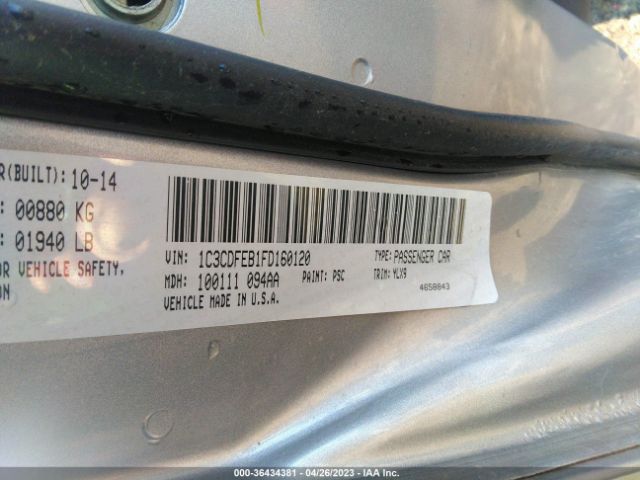 R(BUILT): 10-14
: 00880 KG
: 01940 LB
OR VEHICLE SAFETY,
ON
VIN: 1C3CDFEB1FD160120 TYPE: PASSENGER CAR
MDH: 100111 094AA PAINT: PSC TRIM: YLX9
VEHICLE MADE IN U.S.A. 4658843
000-36434381 | 04/26/2023 | IAA Inc.